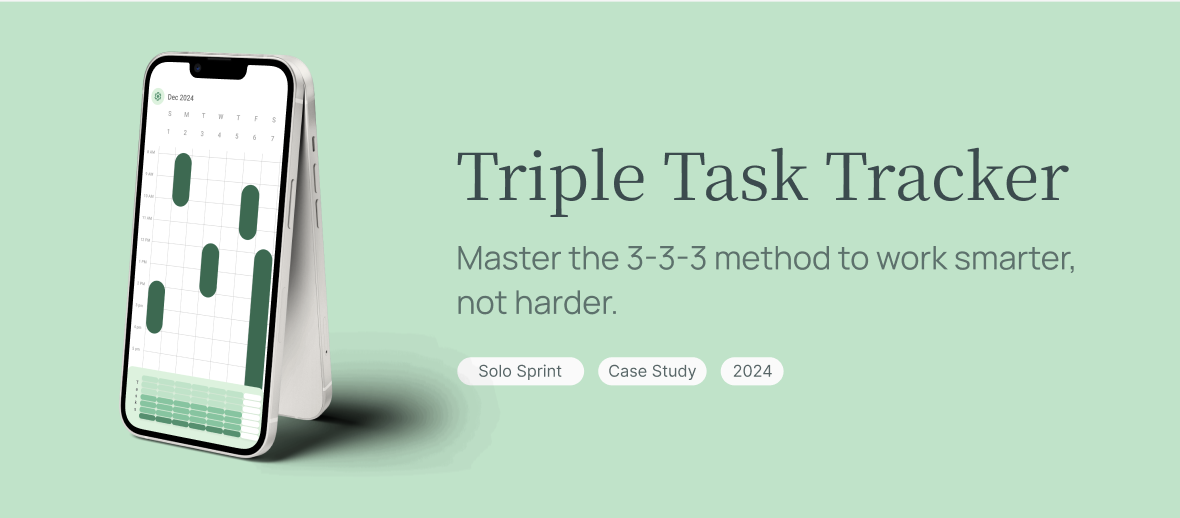 Dec 2024
S M T W T F S
1 2 3 4 5 6 7
Triple Task Tracker
Master the 3-3-3 method to work smarter,
not harder.
Solo Sprint
Case Study
2024